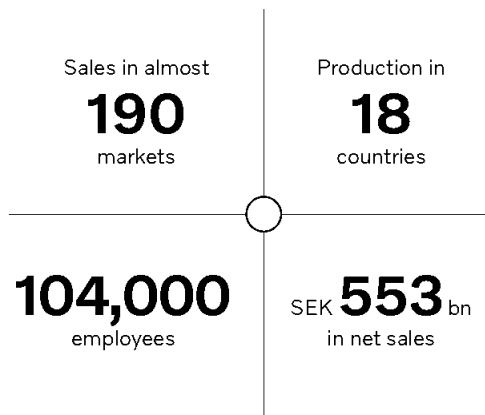 Sales in almost
190
markets
Production in
18
countries
104,000
employees
SEK 553 bn
in net sales